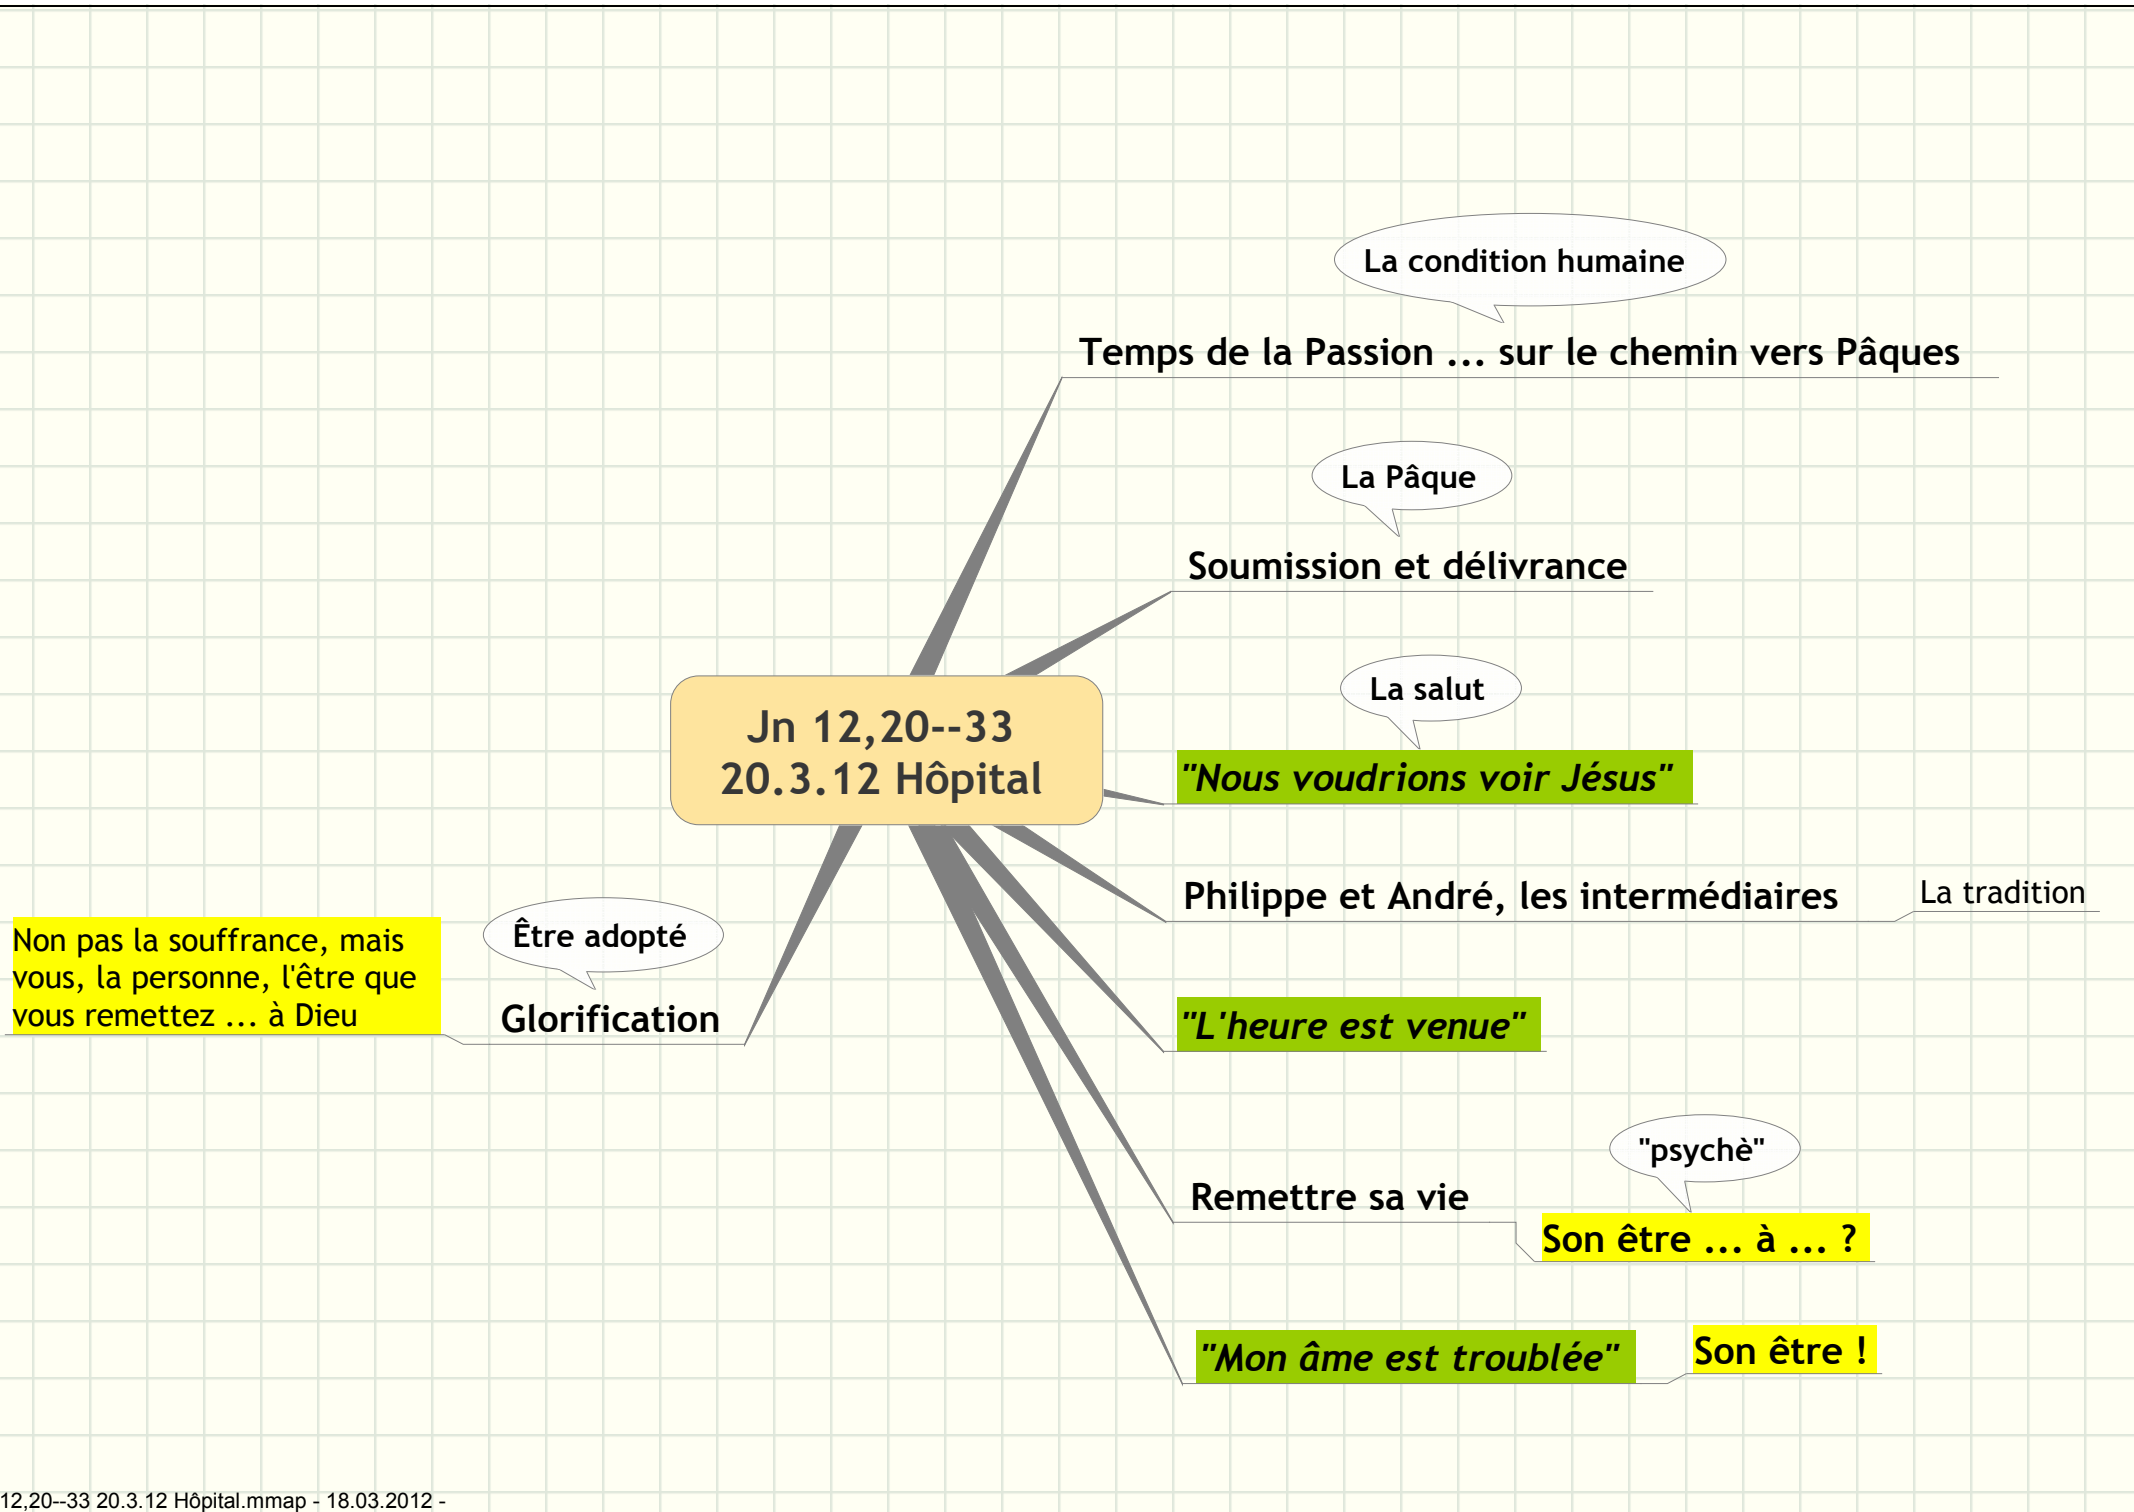 La condition humaine
Temps de la Passion ... sur le chemin vers Pâques
La Pâque
Soumission et délivrance
La salut
"Nous voudrions voir Jésus"
Jn 12,20--33
20.3.12 Hôpital
Philippe et André, les intermédiaires
La tradition
"L'heure est venue"
"psychè"
Remettre sa vie
Son être ... à ... ?
"Mon âme est troublée"
Son être !
Être adopté
Glorification
Non pas la souffrance, mais
vous, la personne, l'être que
vous remettez ... à Dieu
12,20--33 20.3.12 Hôpital.mmap - 18.03.2012 -